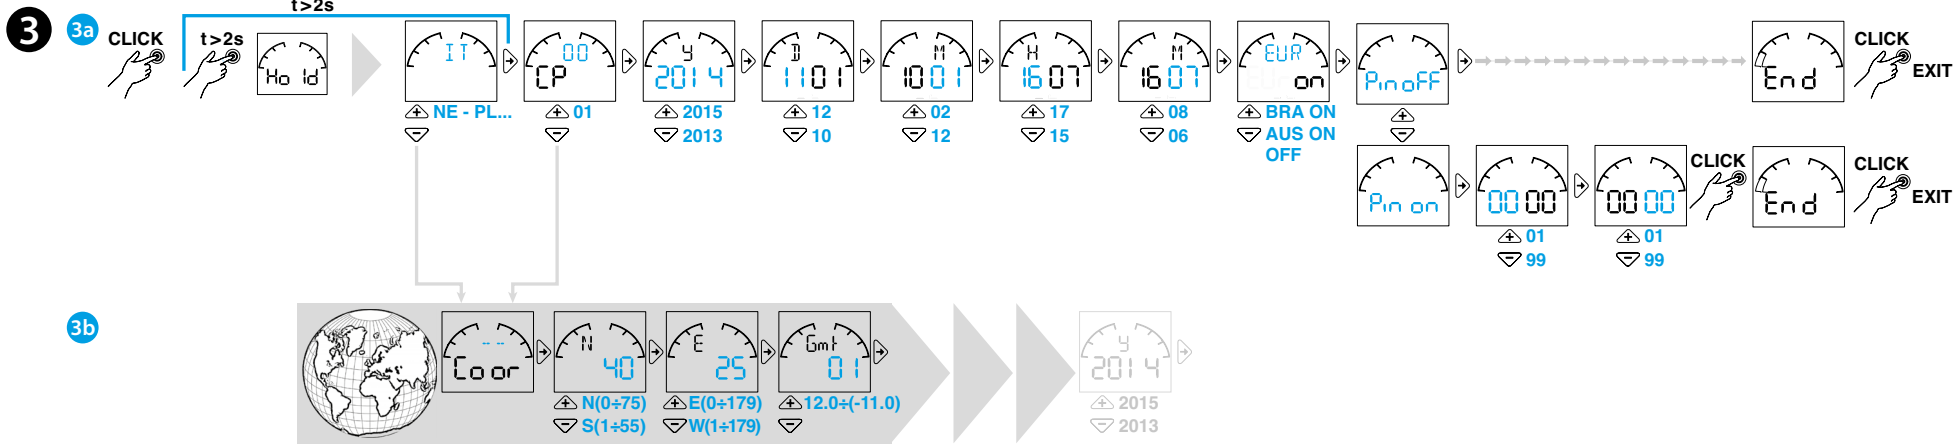 t>2s
3 3a CLICK t>2s
Hold
IT
NE - PL...
00
CP
01
Y
2014
2015
2013
D
1101
12
10
M
1001
02
12
H
1607
17
15
M
1607
08
06
EUR
on
BRA ON
AUS ON
OFF
PinoFF
End
CLICK
EXIT
Pin on
00 00
01
99
00 00
01
99
CLICK
End
CLICK
EXIT
3b
-- --
Coor
N
40
N(0÷75)
S(1÷55)
E
25
E(0÷179)
W(1÷179)
Gmt
01
12.0÷(-11.0)
Y
2014
2015
2013